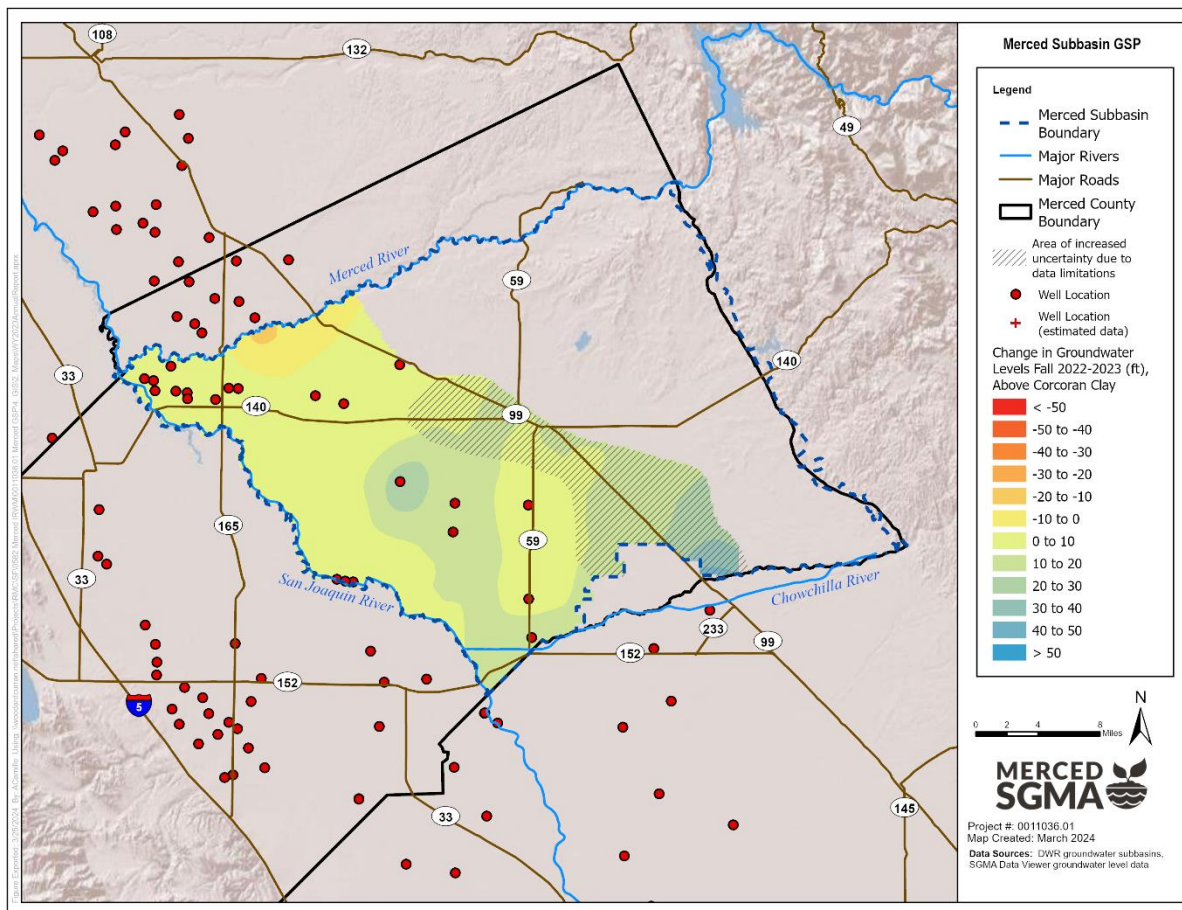 Merced Subbasin GSP
Legend
Merced Subbasin
Boundary
Major Rivers
Major Roads
Merced County
Boundary
Area of increased
uncertainty due to
data limitations
Well Location
Well Location
(estimated data)
Change in Groundwater
Levels Fall 2022-2023 (ft),
Above Corcoran Clay
< -50
-50 to -40
-40 to -30
-30 to -20
-20 to -10
-10 to 0
0 to 10
10 to 20
20 to 30
30 to 40
40 to 50
> 50
N
0 2 4 8
Miles
MERCED
SGMA
Project #: 0011036.01
Map Created: March 2024
Data Sources: DWR groundwater subbasins,
SGMA Data Viewer groundwater level data
108
132
49
Merced River
59
33
140
140
99
165
59
33
San Joaquin River
Chowchilla River
233
152
99
152
5
33
145